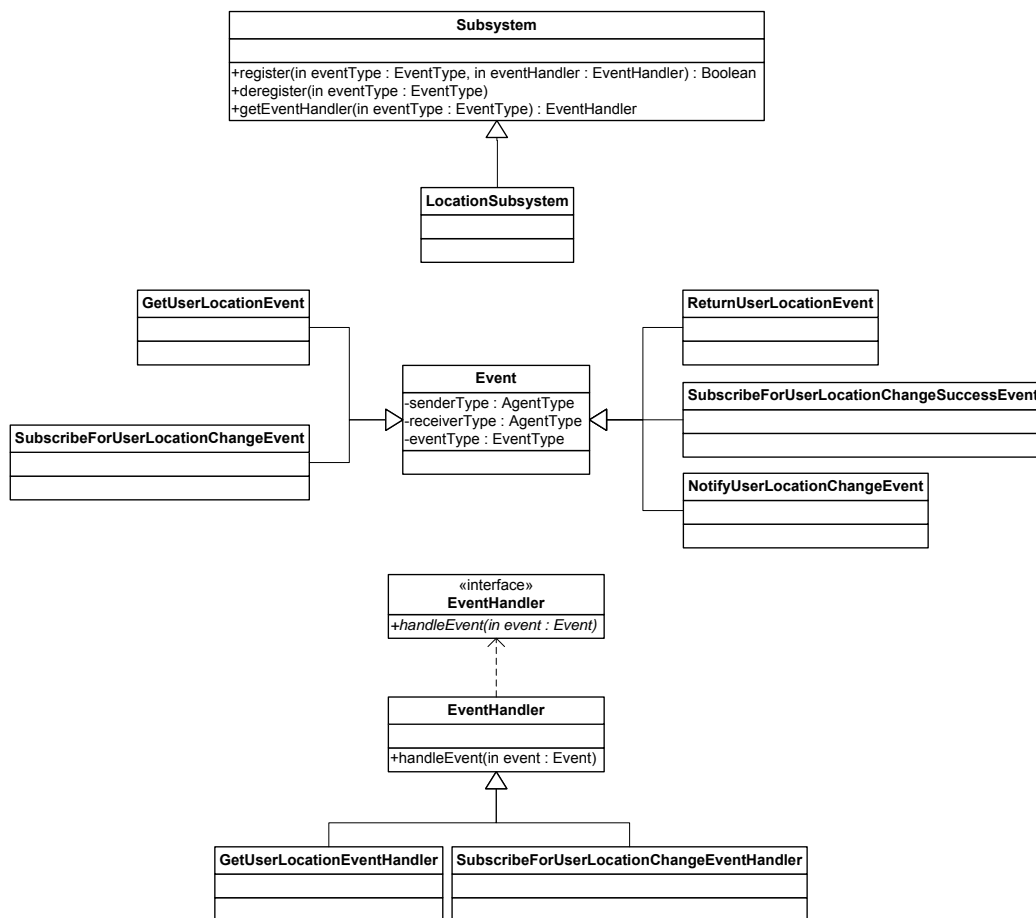 Subsystem
+register(in eventType : EventType, in eventHandler : EventHandler) : Boolean
+deregister(in eventType : EventType)
+getEventHandler(in eventType : EventType) : EventHandler
LocationSubsystem
GetUserLocationEvent
ReturnUserLocationEvent
Event
-senderType : AgentType
-receiverType : AgentType
-eventType : EventType
SubscribeForUserLocationChangeSuccessEvent
SubscribeForUserLocationChangeEvent
NotifyUserLocationChangeEvent
«interface»
EventHandler
+handleEvent(in event : Event)
EventHandler
+handleEvent(in event : Event)
GetUserLocationEventHandler
SubscribeForUserLocationChangeEventHandler